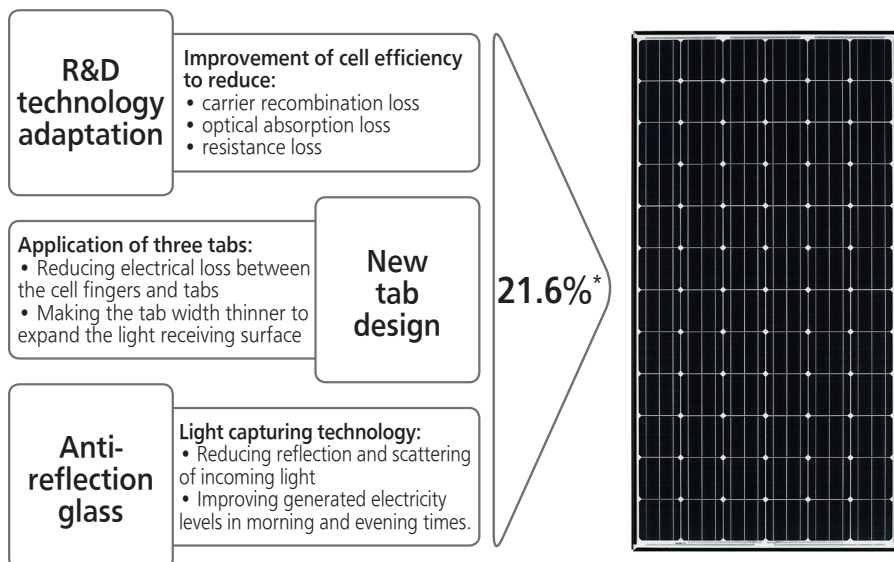 R&D
technology
adaptation
Improvement of cell efficiency
to reduce:
• carrier recombination loss
• optical absorption loss
• resistance loss
Application of three tabs:
• Reducing electrical loss between
the cell fingers and tabs
• Making the tab width thinner to
expand the light receiving surface
New
tab
design
Anti-
reflection
glass
Light capturing technology:
• Reducing reflection and scattering
of incoming light
• Improving generated electricity
levels in morning and evening times.
21.6%*